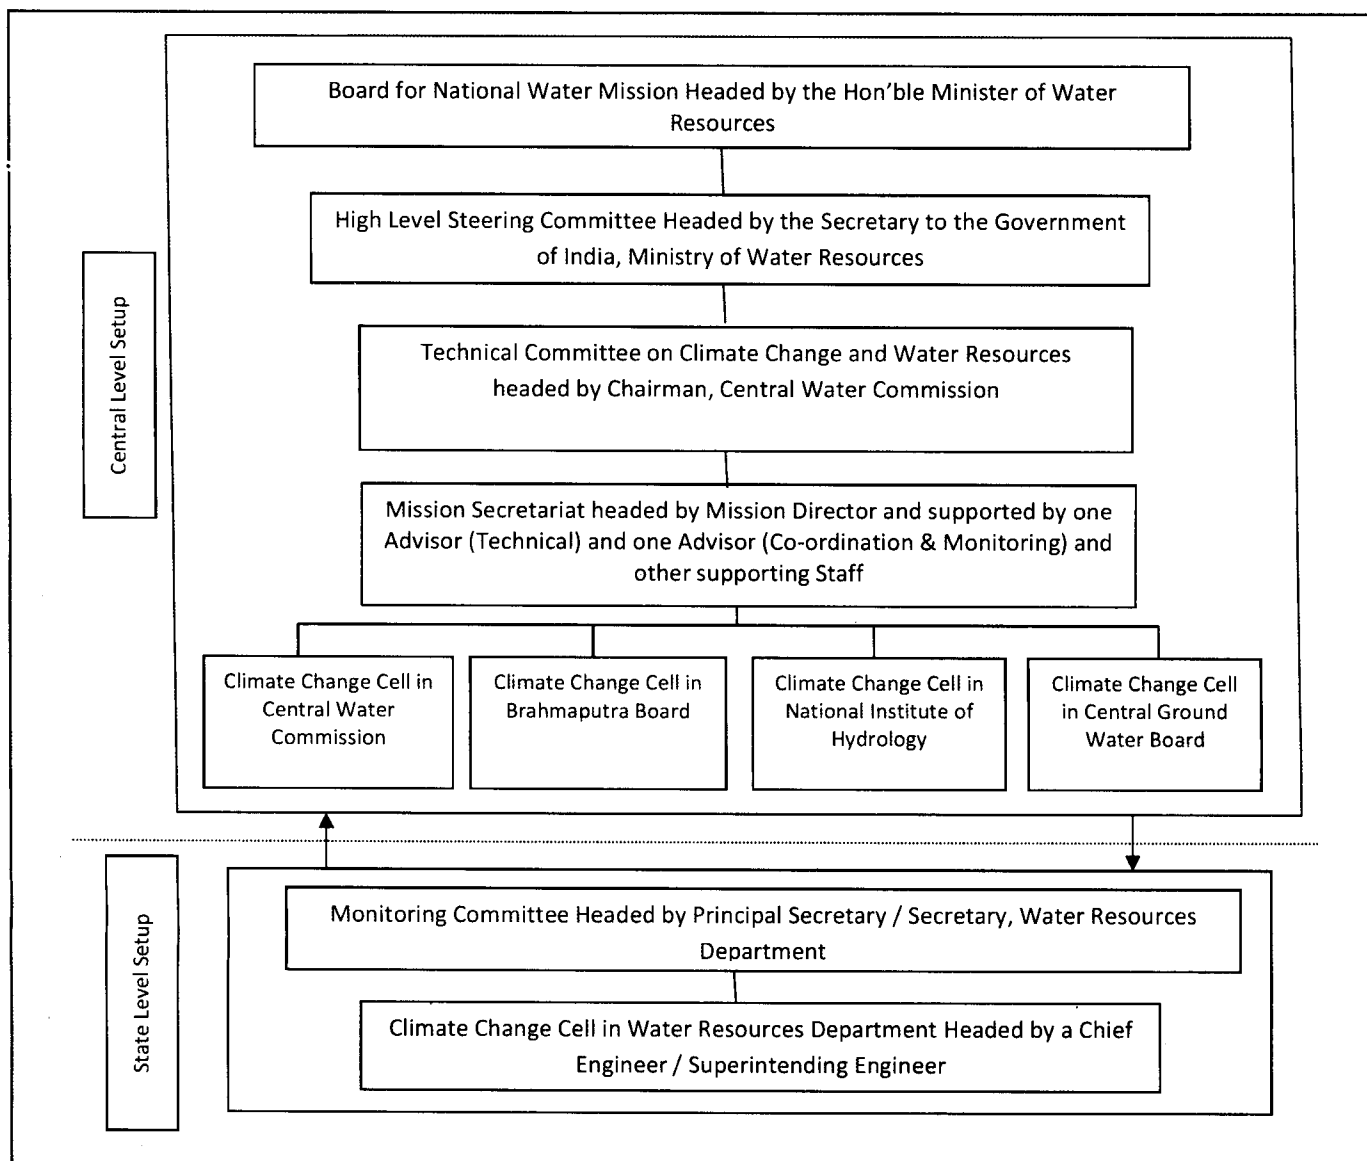 Board for National Water Mission Headed by the Hon'ble Minister of Water
Resources
High Level Steering Committee Headed by the Secretary to the Government
of India, Ministry of Water Resources
Central Level Setup
Technical Committee on Climate Change and Water Resources
headed by Chairman, Central Water Commission
Mission Secretariat headed by Mission Director and supported by one
Advisor (Technical) and one Advisor (Co-ordination & Monitoring) and
other supporting Staff
Climate Change Cell in
Central Water
Commission
Climate Change Cell in
Brahmaputra Board
Climate Change Cell in
National Institute of
Hydrology
Climate Change Cell
in Central Ground
Water Board
State Level Setup
Monitoring Committee Headed by Principal Secretary / Secretary, Water Resources
Department
Climate Change Cell in Water Resources Department Headed by a Chief
Engineer / Superintending Engineer